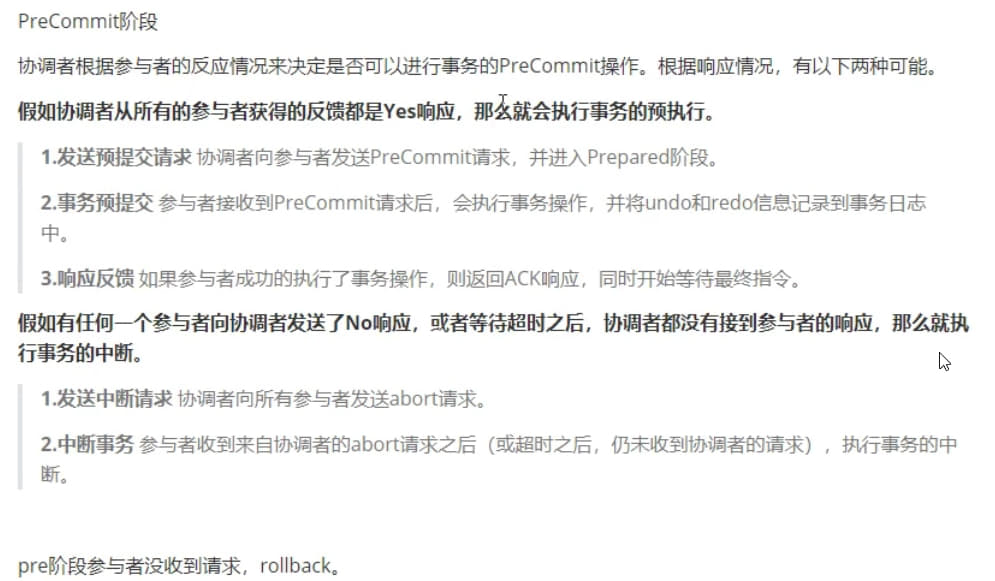 PreCommit阶段
协调者根据参与者的反应情况来决定是否可以进行事务的PreCommit操作。根据响应情况，有以下两种可能。
假如协调者从所有的参与者获得的反馈都是Yes响应，那么就会执行事务的预执行。
1.发送预提交请求 协调者向参与者发送PreCommit请求，并进入Prepared阶段。
2.事务预提交 参与者接收到PreCommit请求后，会执行事务操作，并将undo和redo信息记录到事务日志
中。
3.响应反馈 如果参与者成功的执行了事务操作，则返回ACK响应，同时开始等待最终指令。
假如有任何一个参与者向协调者发送了No响应，或者等待超时之后，协调者都没有接到参与者的响应，那么就执
行事务的中断。
1.发送中断请求 协调者向所有参与者发送abort请求。
2.中断事务 参与者收到来自协调者的abort请求之后（或超时之后，仍未收到协调者的请求），执行事务的中
断。
pre阶段参与者没收到请求，rollback。